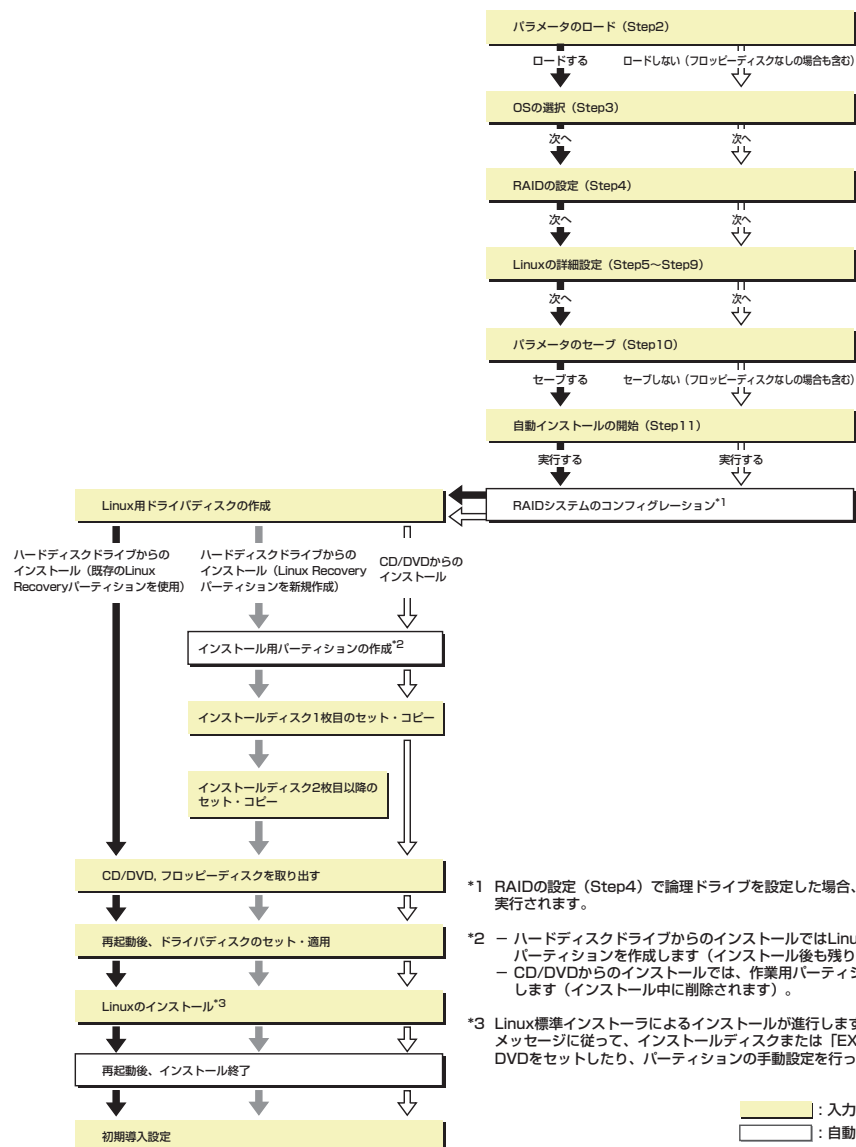 パラメータのロード（Step2）
ロードする
ロードしない（フロッピーディスクなしの場合も含む）
OSの選択（Step3）
次へ
次へ
RAIDの設定（Step4）
次へ
次へ
Linuxの詳細設定（Step5～Step9）
次へ
次へ
パラメータのセーブ（Step10）
セーブする
セーブしない（フロッピーディスクなしの場合も含む）
自動インストールの開始（Step11）
実行する
実行する
RAIDシステムのコンフィグレーション*1
Linux用ドライバディスクの作成
ハードディスクドライブからの
インストール（既存のLinux
Recoveryパーティションを使用）
ハードディスクドライブからの
インストール（Linux Recovery
パーティションを新規作成）
CD/DVDからの
インストール
インストール用パーティションの作成*2
インストールディスク1枚目のセット・コピー
インストールディスク2枚目以降の
セット・コピー
CD/DVD, フロッピーディスクを取り出す
再起動後、ドライバディスクのセット・適用
Linuxのインストール*3
再起動後、インストール終了
初期導入設定
*1 RAIDの設定（Step4）で論理ドライブを設定した場合、
実行されます。
*2 － ハードディスクドライブからのインストールではLinu
パーティションを作成します（インストール後も残り
－ CD/DVDからのインストールでは、作業用パーティシ
します（インストール中に削除されます）。
*3 Linux標準インストーラによるインストールが進行します
メッセージに従って、インストールディスクまたは「EX
DVDをセットしたり、パーティションの手動設定を行っ
：入力
：自動